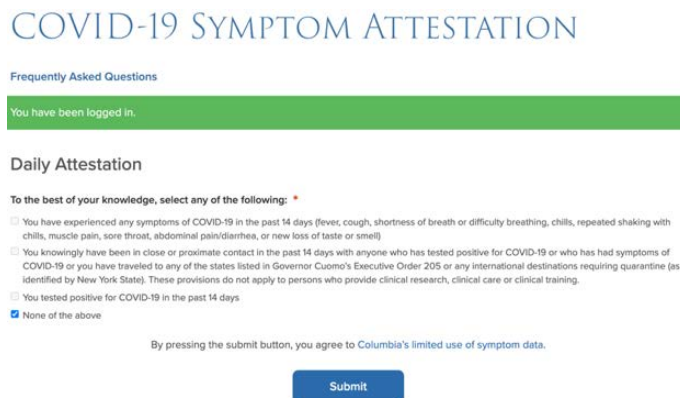 COVID-19 SYMPTOM ATTESTATION
Frequently Asked Questions
You have been logged in.
Daily Attestation
To the best of your knowledge, select any of the following: *
You have experienced any symptoms of COVID-19 in the past 14 days (fever, cough, shortness of breath or difficulty breathing, chills, repeated shaking with
chills, muscle pain, sore throat, abdominal pain/diarrhea, or new loss of taste or smell)
You knowingly have been in close or proximate contact in the past 14 days with anyone who has tested positive for COVID-19 or who has had symptoms of
COVID-19 or you have traveled to any of the states listed in Governor Cuomo's Executive Order 205 or any international destinations requiring quarantine (as
identified by New York State). These provisions do not apply to persons who provide clinical research, clinical care or clinical training.
You tested positive for COVID-19 in the past 14 days
None of the above
By pressing the submit button, you agree to Columbia's limited use of symptom data.
Submit